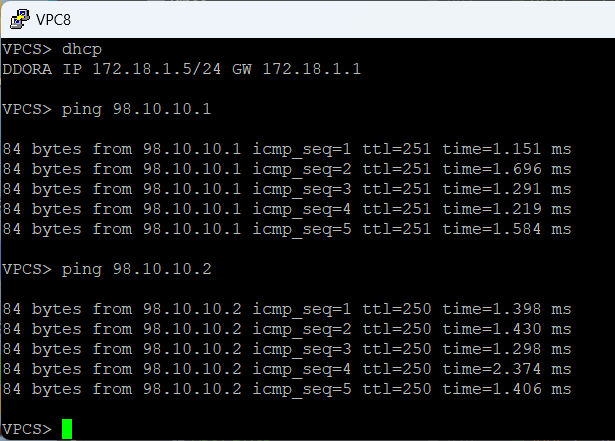 VPC8
VPCS> dhcp
DDORA IP 172.18.1.5/24 GW 172.18.1.1
VPCS> ping 98.10.10.1
84 bytes from 98.10.10.1 icmp_seq=1 ttl=251 time=1.151 ms
84 bytes from 98.10.10.1 icmp_seq=2 ttl=251 time=1.696 ms
84 bytes from 98.10.10.1 icmp_seq=3 ttl=251 time=1.291 ms
84 bytes from 98.10.10.1 icmp_seq=4 ttl=251 time=1.219 ms
84 bytes from 98.10.10.1 icmp_seq=5 ttl=251 time=1.584 ms
VPCS> ping 98.10.10.2
84 bytes from 98.10.10.2 icmp_seq=1 ttl=250 time=1.398 ms
84 bytes from 98.10.10.2 icmp_seq=2 ttl=250 time=1.430 ms
84 bytes from 98.10.10.2 icmp_seq=3 ttl=250 time=1.298 ms
84 bytes from 98.10.10.2 icmp_seq=4 ttl=250 time=2.374 ms
84 bytes from 98.10.10.2 icmp_seq=5 ttl=250 time=1.406 ms
VPCS>